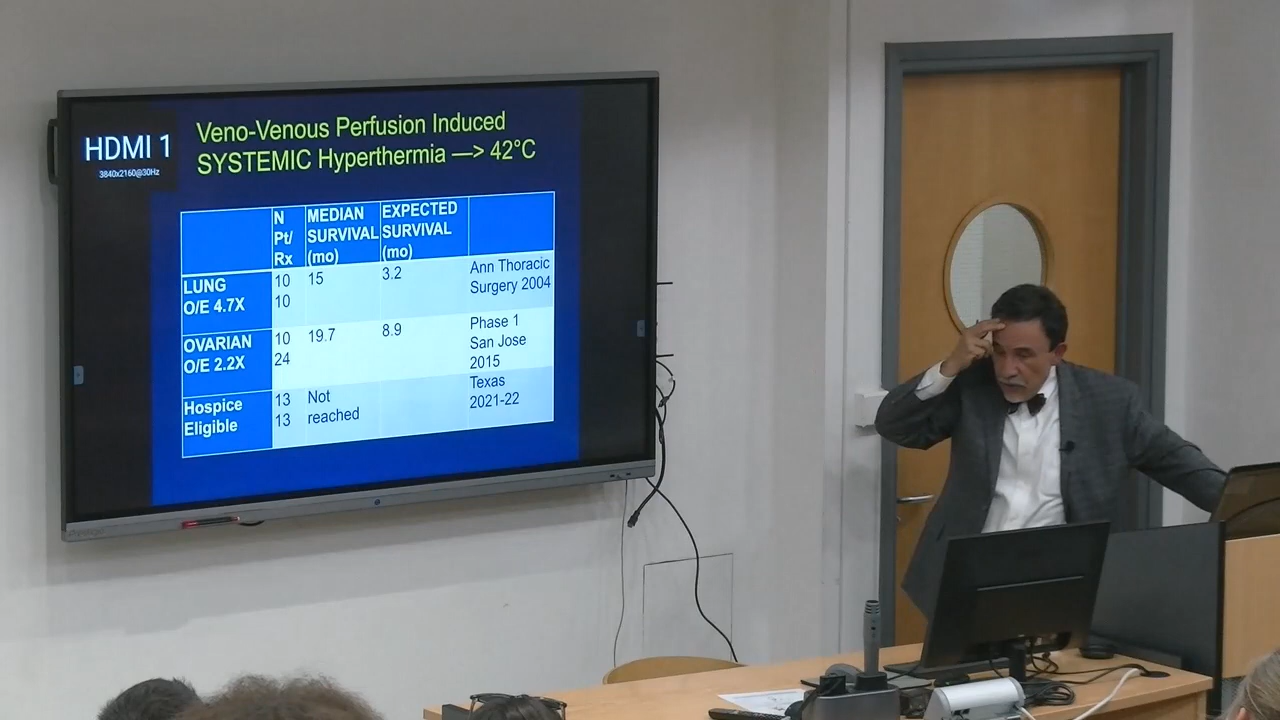 HDMI 1
3840x2160@30Hz
Veno-Venous Perfusion Induced
SYSTEMIC Hyperthermia —> 42°C
N
Pt/
Rx
MEDIAN
SURVIVAL
(mo)
EXPECTED
SURVIVAL
(mo)
LUNG
O/E 4.7X
10
10
15
3.2
Ann Thoracic
Surgery 2004
OVARIAN
O/E 2.2X
10
24
19.7
8.9
Phase 1
San Jose
2015
Hospice
Eligible
13
13
Not
reached
Texas
2021-22